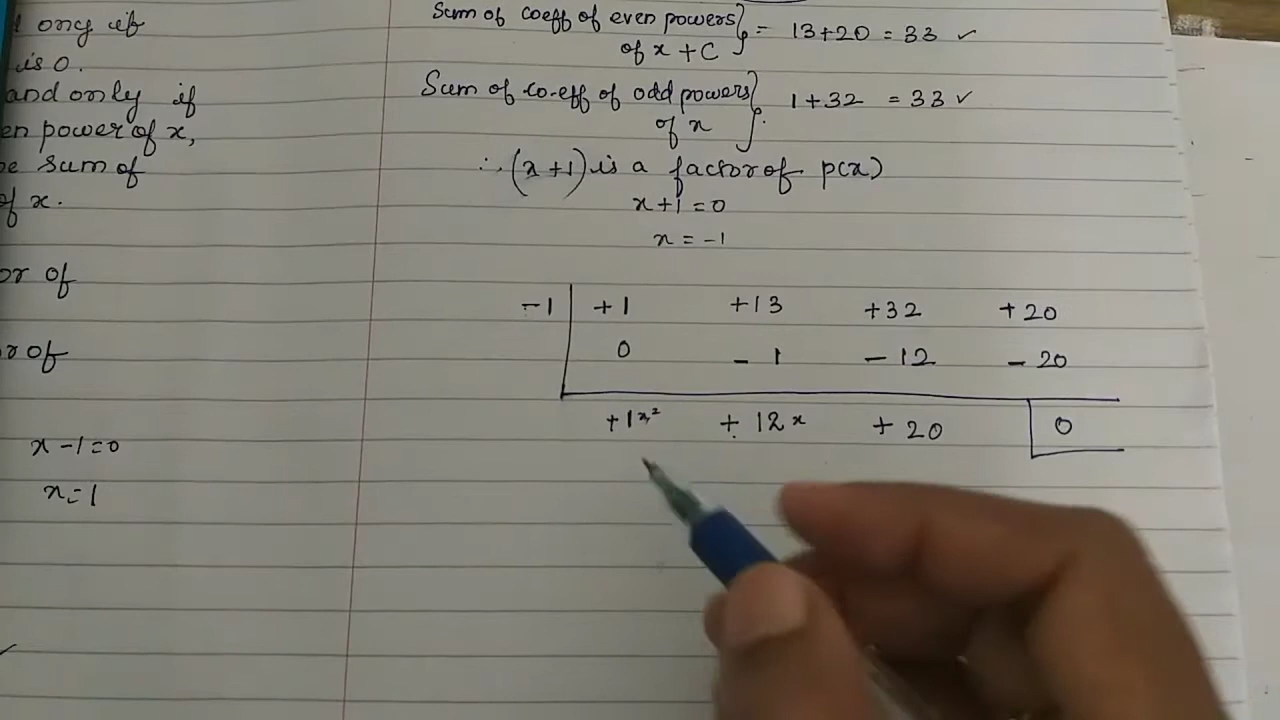 only if
is 0.
and only if
en power of x,
sum of
of x.
or of
or of
x - 1 = 0
x = 1
Sum of coeff of even powers } = 13 + 20 = 33 ✓
of x + C
Sum of co-eff of odd powers } 1 + 32 = 33 ✓
of x
∴ (x + 1) is a factor of p(x)
x + 1 = 0
x = -1
-1 | +1 +13 +32 +20
0 - 1 - 12 - 20
+1x² + 12x + 20 0